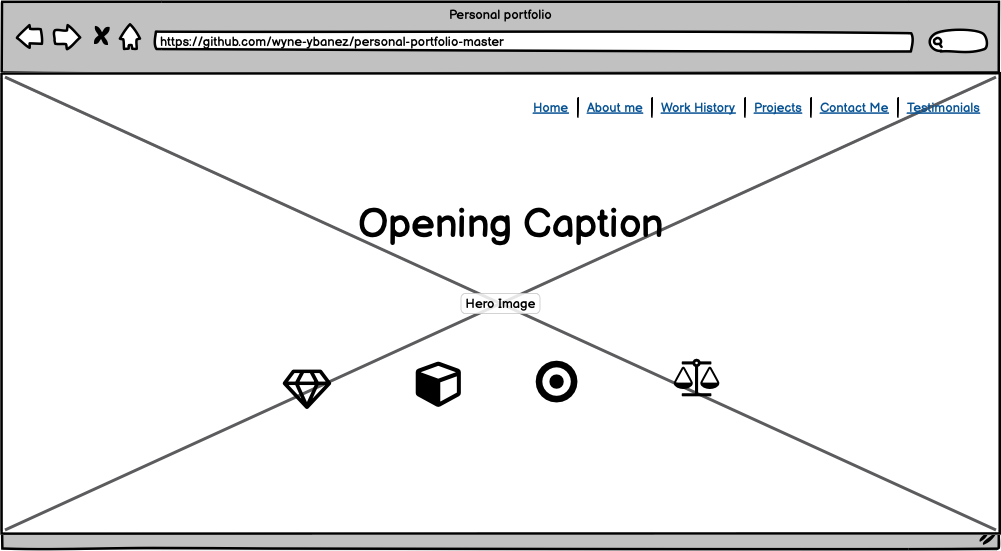 Personal portfolio
https://github.com/wyne-ybanez/personal-portfolio-master
Home | About me | Work History | Projects | Contact Me | Testimonials
Opening Caption
Hero Image